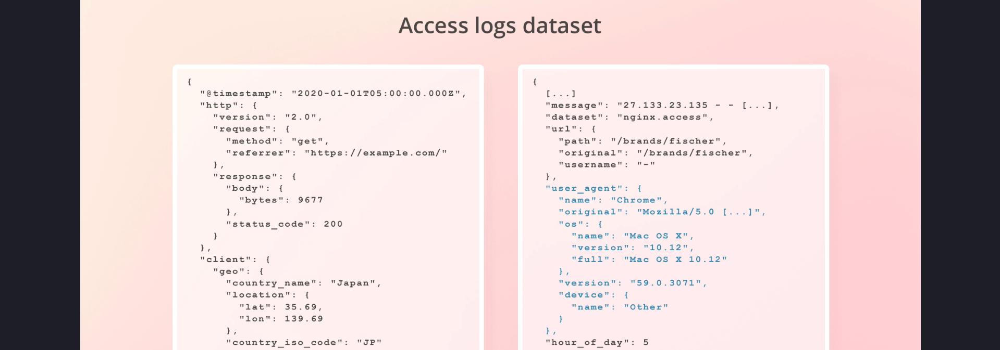 Access logs dataset
{
  "@timestamp": "2020-01-01T05:00:00.000Z",
  "http": {
    "version": "2.0",
    "request": {
      "method": "get",
      "referrer": "https://example.com/"
    },
    "response": {
      "body": {
        "bytes": 9677
      },
      "status_code": 200
    }
  },
  "client": {
    "geo": {
      "country_name": "Japan",
      "location": {
        "lat": 35.69,
        "lon": 139.69
      },
      "country_iso_code": "JP"
{
  [...]
  "message": "27.133.23.135 - - [...],
  "dataset": "nginx.access",
  "url": {
    "path": "/brands/fischer",
    "original": "/brands/fischer",
    "username": "-"
  },
  "user_agent": {
    "name": "Chrome",
    "original": "Mozilla/5.0 [...]",
    "os": {
      "name": "Mac OS X",
      "version": "10.12",
      "full": "Mac OS X 10.12"
    },
    "version": "59.0.3071",
    "device": {
      "name": "Other"
    }
  },
  "hour_of_day": 5